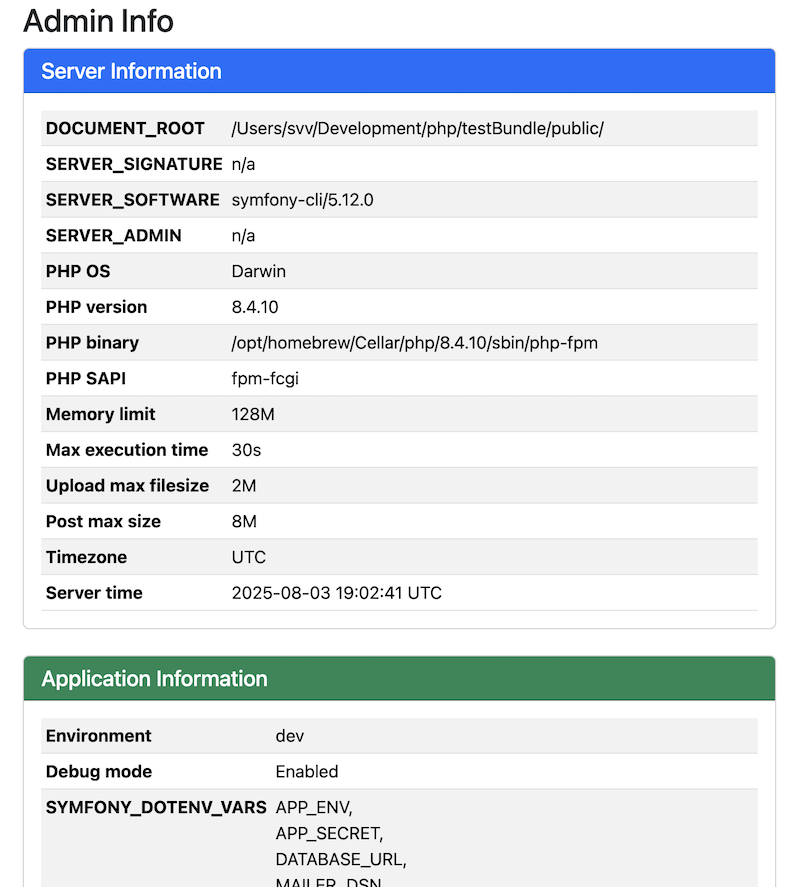 Admin Info
Server Information
DOCUMENT_ROOT /Users/svv/Development/php/testBundle/public/
SERVER_SIGNATURE n/a
SERVER_SOFTWARE symfony-cli/5.12.0
SERVER_ADMIN n/a
PHP OS Darwin
PHP version 8.4.10
PHP binary /opt/homebrew/Cellar/php/8.4.10/sbin/php-fpm
PHP SAPI fpm-fcgi
Memory limit 128M
Max execution time 30s
Upload max filesize 2M
Post max size 8M
Timezone UTC
Server time 2025-08-03 19:02:41 UTC
Application Information
Environment dev
Debug mode Enabled
SYMFONY_DOTENV_VARS APP_ENV,
APP_SECRET,
DATABASE_URL,
MAILER_DSN